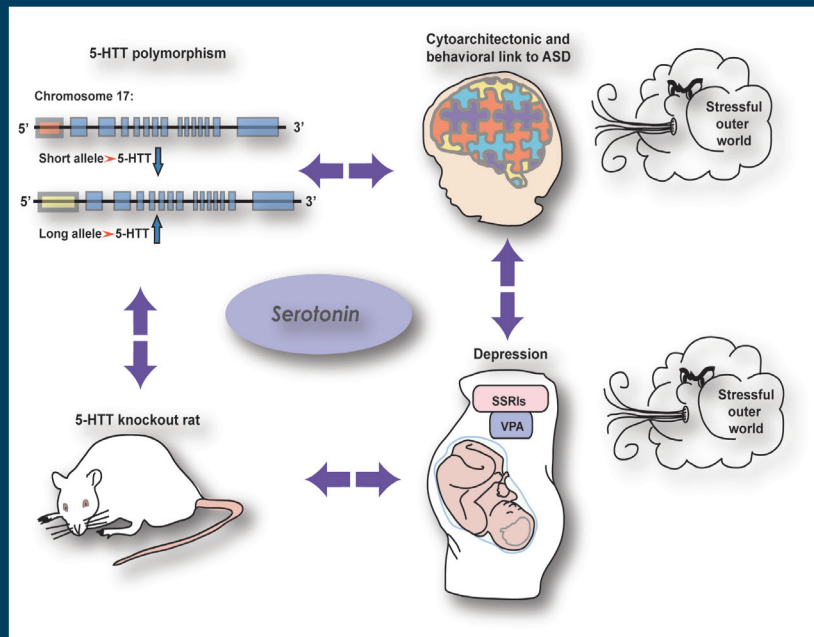 5-HTT polymorphism
Chromosome 17:
5’ 3’
Short allele ➤ 5-HTT
5’ 3’
Long allele ➤ 5-HTT
Cytoarchitectonic and
behavioral link to ASD
Stressful
outer
world
Serotonin
5-HTT knockout rat
Depression
SSRIs
VPA
Stressful
outer
world